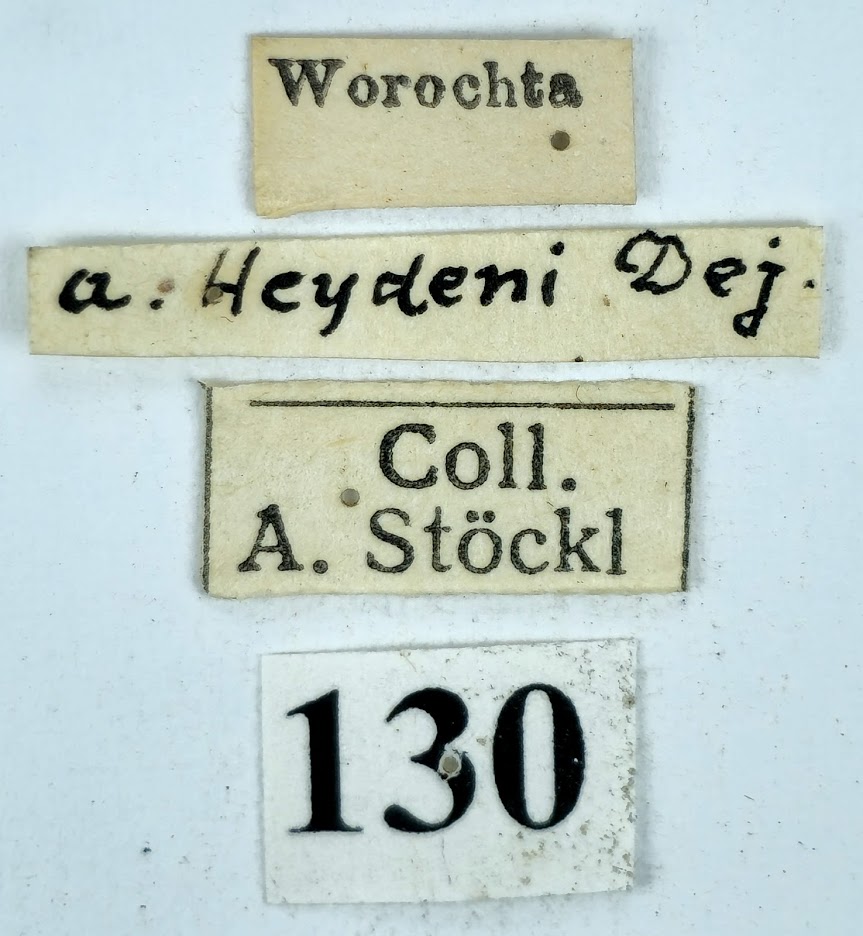 Worochta
a. Heydeni Dej.
Coll.
A. Stöckl
130